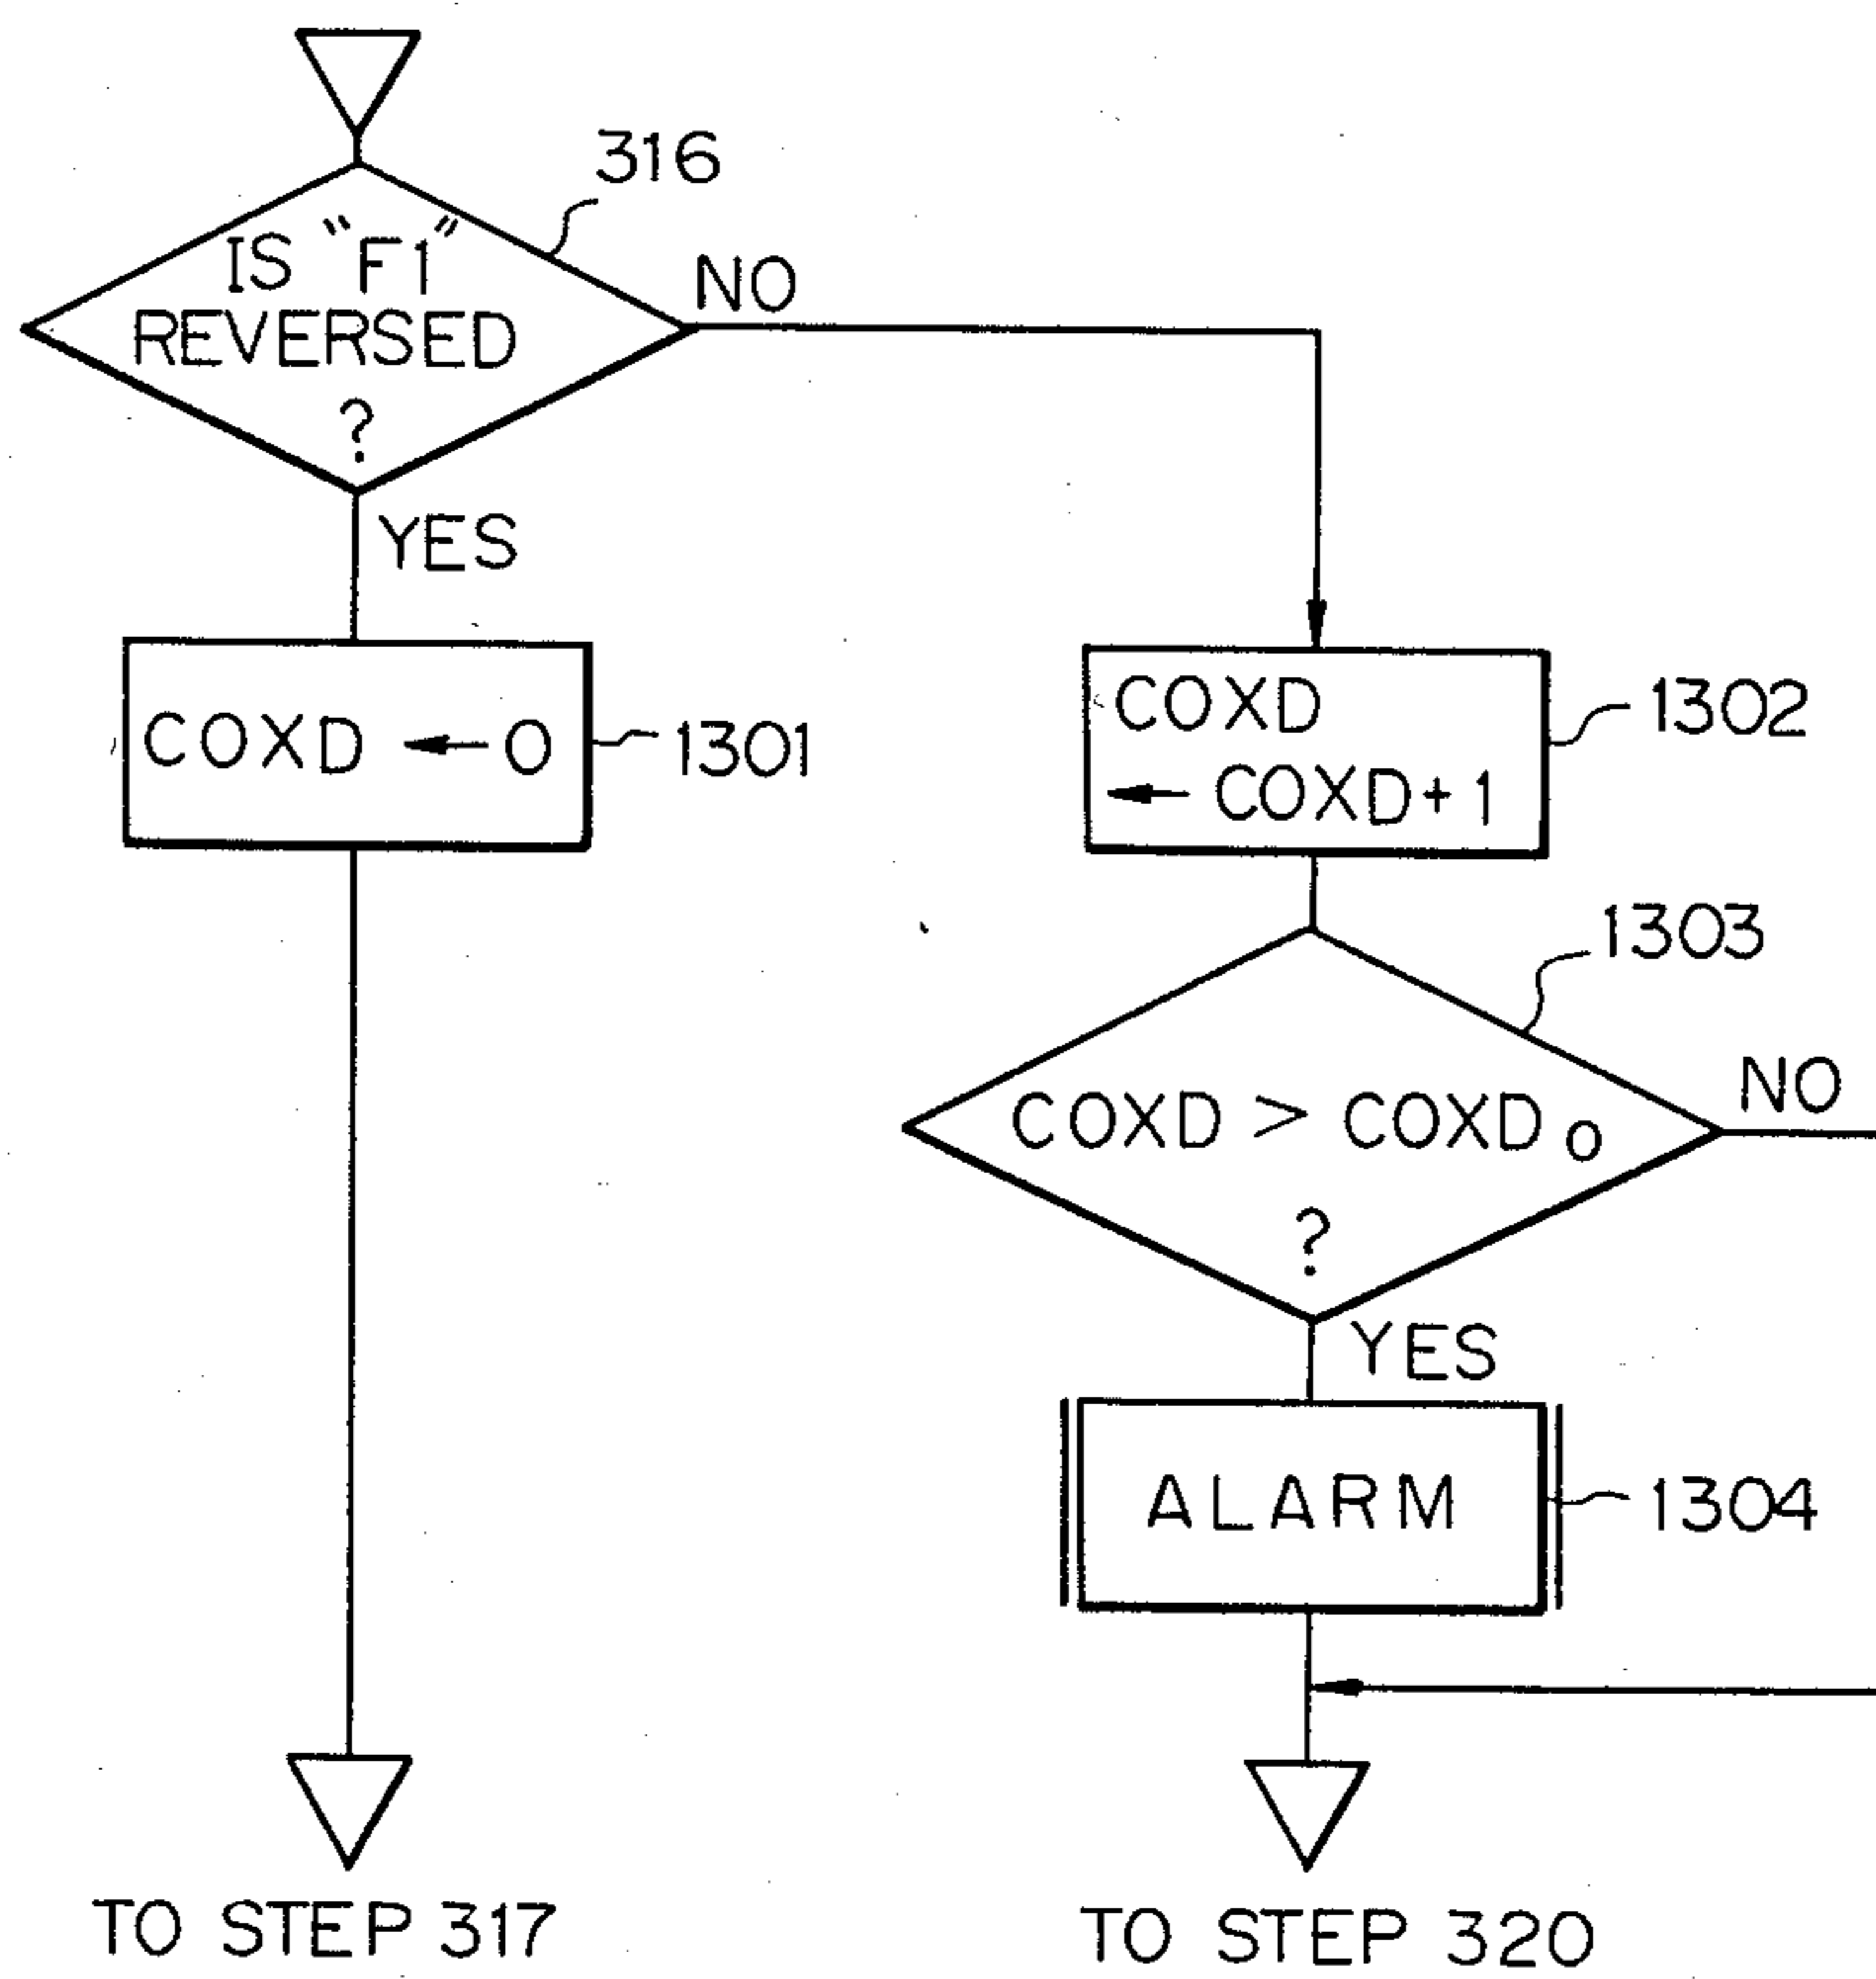 316
IS "F1"
REVERSED
?
NO
YES
COXD ← 0
1301
COXD
← COXD+1
1302
1303
COXD > COXD0
?
NO
YES
ALARM
1304
TO STEP 317
TO STEP 320